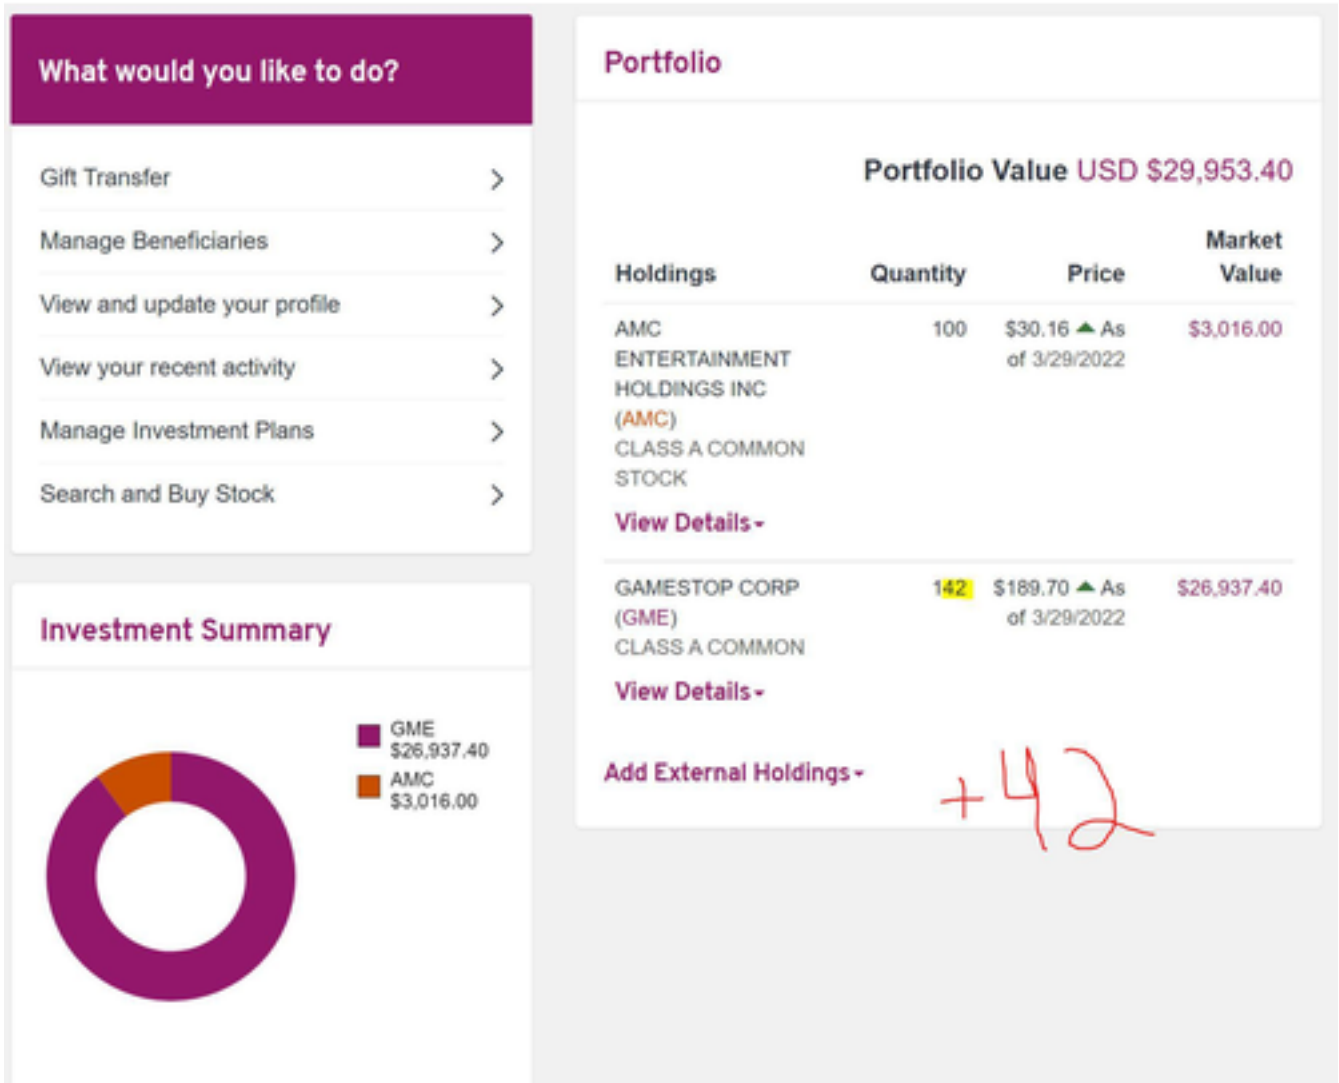 What would you like to do?
Gift Transfer
Manage Beneficiaries
View and update your profile
View your recent activity
Manage Investment Plans
Search and Buy Stock
Investment Summary
GME
$26,937.40
AMC
$3,016.00
Portfolio
Portfolio Value USD $29,953.40
Holdings Quantity Price Market Value
AMC 100 $30.16 As $3,016.00
ENTERTAINMENT of 3/29/2022
HOLDINGS INC
(AMC)
CLASS A COMMON
STOCK
View Details
GAMESTOP CORP 142 $189.70 As $26,937.40
(GME) of 3/29/2022
CLASS A COMMON
View Details
Add External Holdings
+42